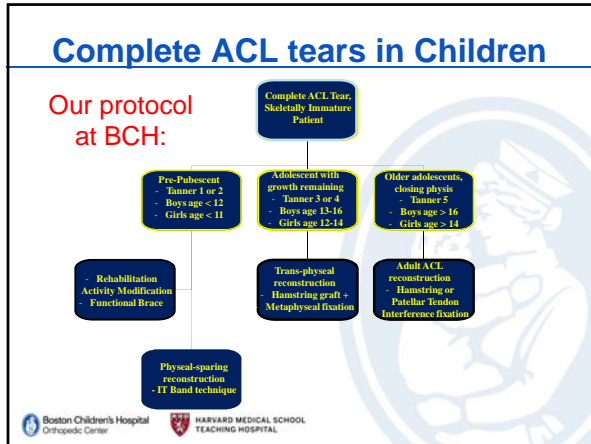 Complete ACL tears in Children
Our protocol
at BCH:
Complete ACL Tear,
Skeletally Immature
Patient
Pre-Pubescent
- Tanner 1 or 2
- Boys age < 12
- Girls age < 11
Adolescent with
growth remaining
- Tanner 3 or 4
- Boys age 13-16
- Girls age 12-14
Older adolescents,
closing physis
- Tanner 5
- Boys age > 16
- Girls age > 14
- Rehabilitation
Activity Modification
- Functional Brace
Trans-physeal
reconstruction
- Hamstring graft +
Metaphyseal fixation
Adult ACL
reconstruction
- Hamstring or
Patellar Tendon
Interference fixation
Physeal-sparing
reconstruction
- IT Band technique
Boston Children's Hospital
Orthopedic Center
HARVARD MEDICAL SCHOOL
TEACHING HOSPITAL